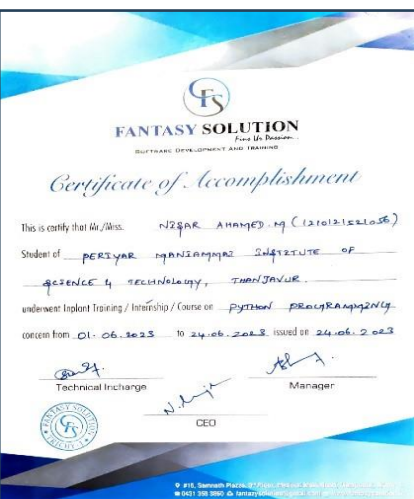 FANTASY SOLUTION
Fine Us Passion
SOFTWARE DEVELOPMENT AND TRAINING
Certificate of Accomplishment
This is certify that Mr./Miss. NISAR AHAMED.M (1210121521056)
Student of PERIYAR MANIAMMAI INSTITUTE OF
SCIENCE & TECHNOLOGY, THANJAVUR.
underwent Inplant Training / Internship / Course on PYTHON PROGRAMMING
concern from 01.06.2023 to 24.06.2023 issued on 24.06.2023
Technical Incharge
Manager
CEO
FANTASY SOLUTION
TRICHY-2